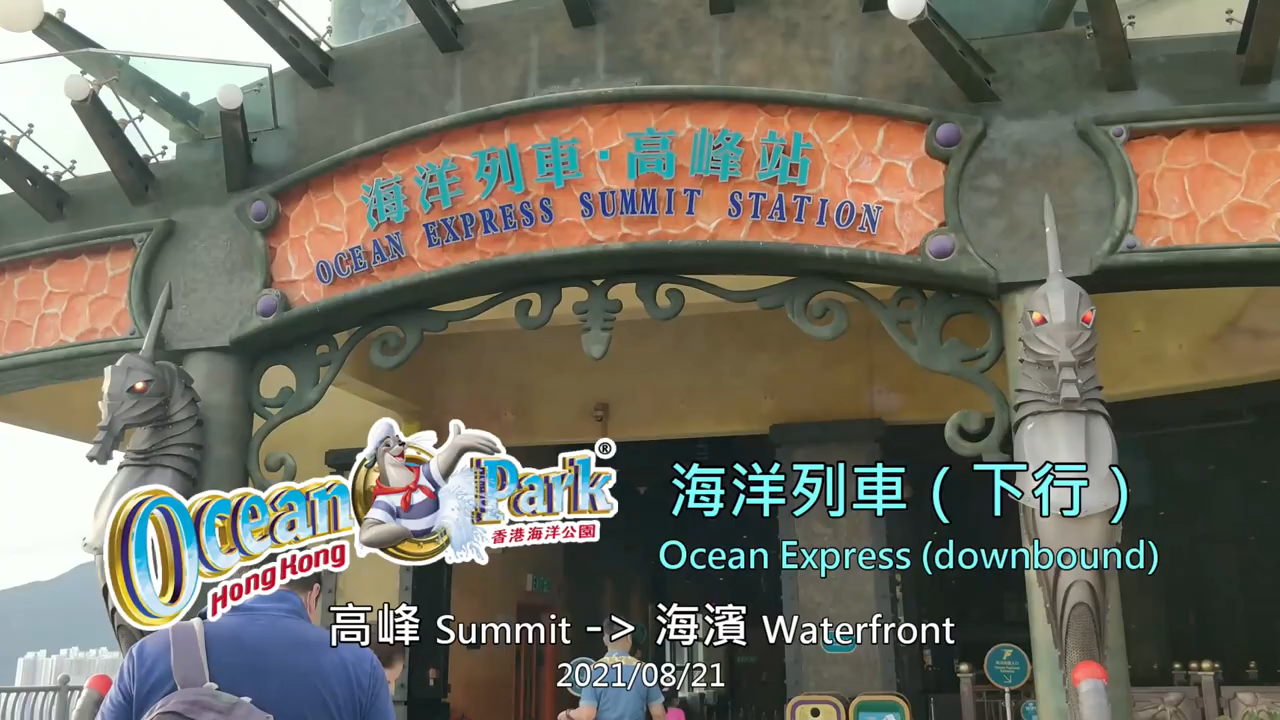 海洋列車·高峰站
OCEAN EXPRESS SUMMIT STATION
Ocean Park®
Hong Kong
香港海洋公園
海洋列車（下行）
Ocean Express (downbound)
高峰 Summit -> 海濱 Waterfront
2021/08/21